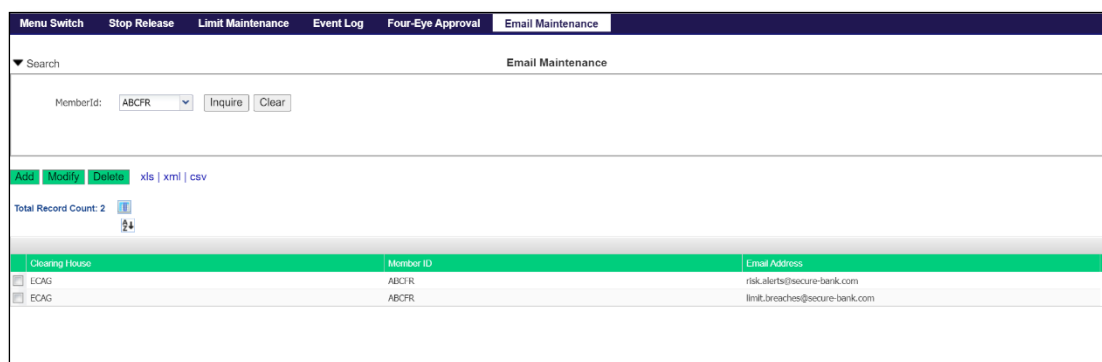 Menu Switch Stop Release Limit Maintenance Event Log Four-Eye Approval Email Maintenance
▼ Search Email Maintenance
MemberId: ABCFR Inquire Clear
Add Modify Delete xls | xml | csv
Total Record Count: 2
Clearing House Member ID Email Address
ECAG ABCFR risk.alerts@secure-bank.com
ECAG ABCFR limit.breaches@secure-bank.com